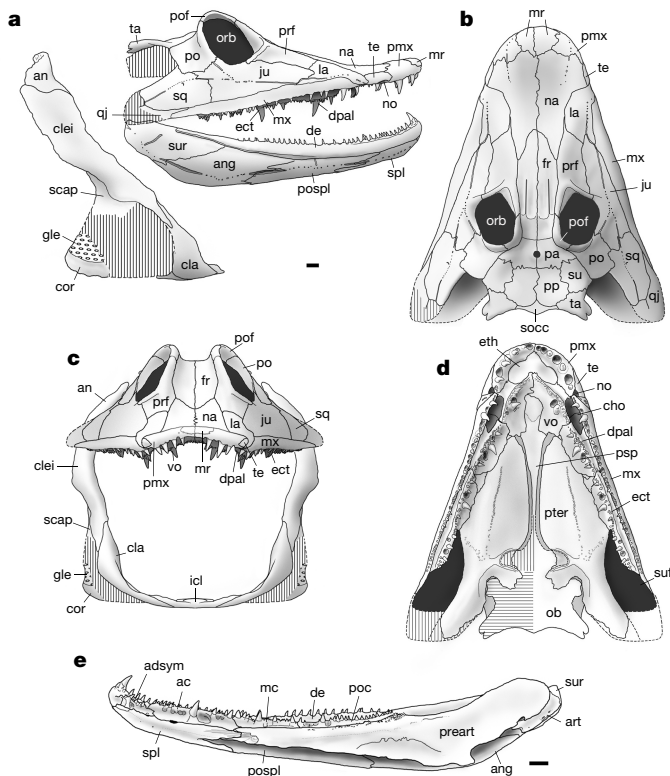 a
pof
ta
orb
prf
po
na
te
pmx
mr
an
ju
la
sq
no
clei
qj
ect
mx
dpal
de
sur
ang
spl
pospl
scap
gle
cla
cor
b
mr
pmx
te
na
la
fr
prf
mx
ju
orb
pof
pa
po
sq
su
pp
qj
ta
socc
c
pof
po
an
fr
prf
na
la
ju
sq
mx
clei
vo
mr
ect
pmx
dpal
te
scap
cla
gle
icl
cor
d
eth
pmx
te
no
cho
vo
dpal
psp
mx
ect
pter
suf
ob
e
adsym
ac
mc
de
poc
sur
art
preart
spl
pospl
ang